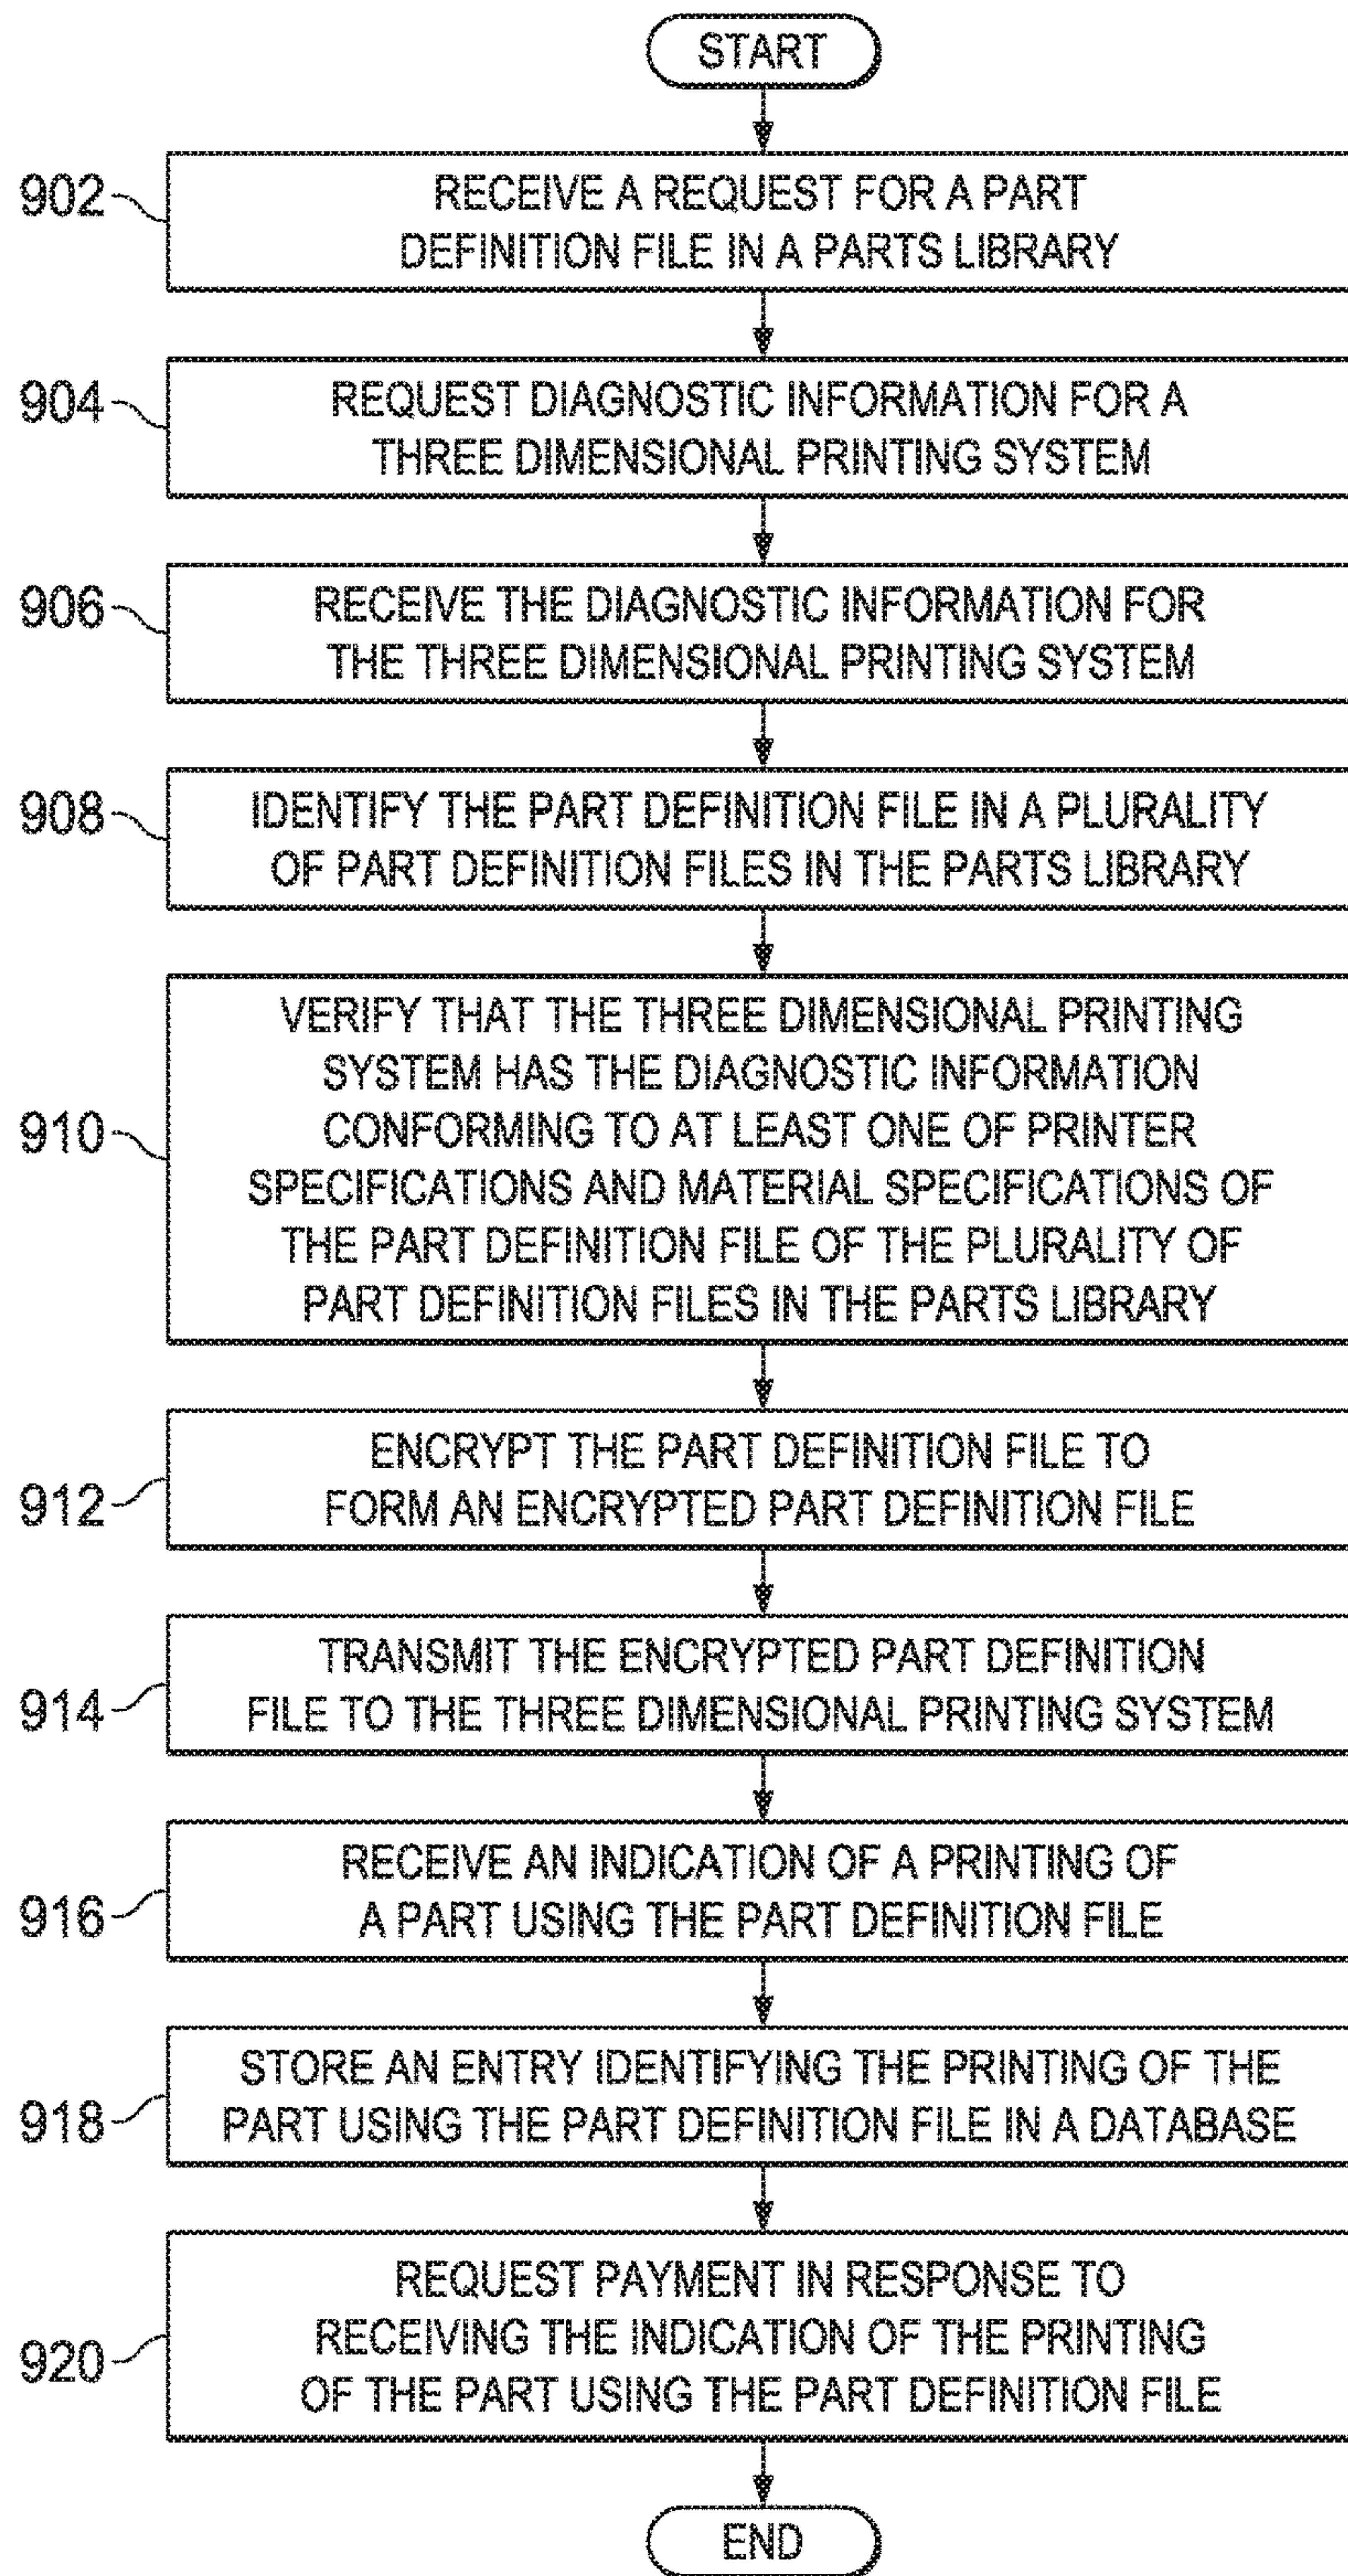 START
902
RECEIVE A REQUEST FOR A PART
DEFINITION FILE IN A PARTS LIBRARY
904
REQUEST DIAGNOSTIC INFORMATION FOR A
THREE DIMENSIONAL PRINTING SYSTEM
906
RECEIVE THE DIAGNOSTIC INFORMATION FOR
THE THREE DIMENSIONAL PRINTING SYSTEM
908
IDENTIFY THE PART DEFINITION FILE IN A PLURALITY
OF PART DEFINITION FILES IN THE PARTS LIBRARY
910
VERIFY THAT THE THREE DIMENSIONAL PRINTING
SYSTEM HAS THE DIAGNOSTIC INFORMATION
CONFORMING TO AT LEAST ONE OF PRINTER
SPECIFICATIONS AND MATERIAL SPECIFICATIONS OF
THE PART DEFINITION FILE OF THE PLURALITY OF
PART DEFINITION FILES IN THE PARTS LIBRARY
912
ENCRYPT THE PART DEFINITION FILE TO
FORM AN ENCRYPTED PART DEFINITION FILE
914
TRANSMIT THE ENCRYPTED PART DEFINITION
FILE TO THE THREE DIMENSIONAL PRINTING SYSTEM
916
RECEIVE AN INDICATION OF A PRINTING OF
A PART USING THE PART DEFINITION FILE
918
STORE AN ENTRY IDENTIFYING THE PRINTING OF THE
PART USING THE PART DEFINITION FILE IN A DATABASE
920
REQUEST PAYMENT IN RESPONSE TO
RECEIVING THE INDICATION OF THE PRINTING
OF THE PART USING THE PART DEFINITION FILE
END